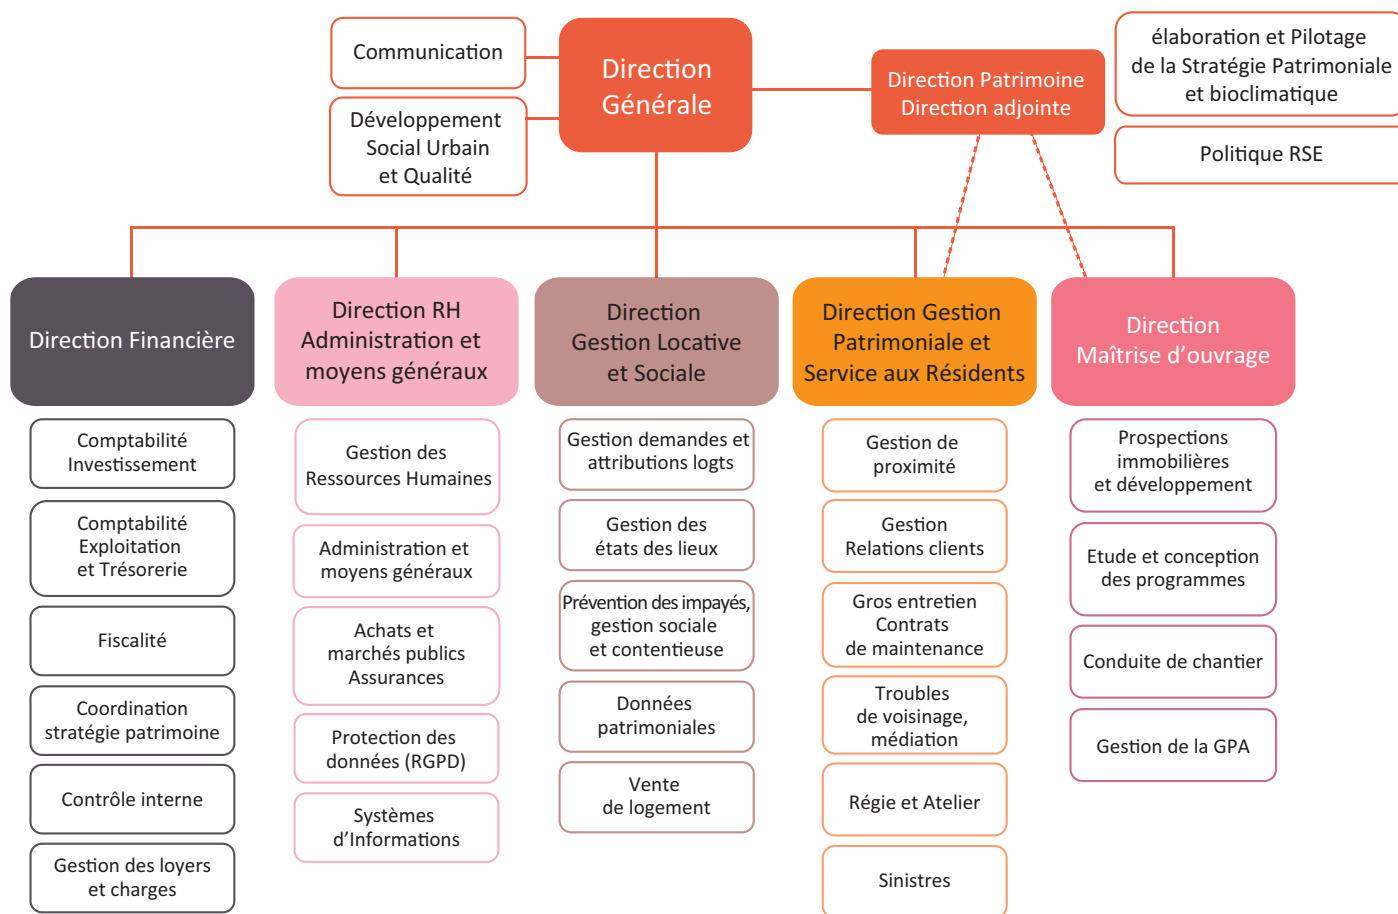 Communication
Développement
Social Urbain
et Qualité
Direction
Générale
Direction Patrimoine
Direction adjointe
élaboration et Pilotage
de la Stratégie Patrimoniale
et bioclimatique
Politique RSE
Direction Financière
Comptabilité
Investissement
Comptabilité
Exploitation
et Trésorerie
Fiscalité
Coordination
stratégie patrimoine
Contrôle interne
Gestion des loyers
et charges
Direction RH
Administration et
moyens généraux
Gestion des
Ressources Humaines
Administration et
moyens généraux
Achats et
marchés publics
Assurances
Protection des
données (RGPD)
Systèmes
d'Informations
Direction
Gestion Locative
et Sociale
Gestion demandes et
attributions logts
Gestion des
états des lieux
Prévention des impayés,
gestion sociale
et contentieuse
Données
patrimoniales
Vente
de logement
Direction Gestion
Patrimoniale et
Service aux Résidents
Gestion de
proximité
Gestion
Relations clients
Gros entretien
Contrats
de maintenance
Troubles
de voisinage,
médiation
Régie et Atelier
Sinistres
Direction
Maîtrise d'ouvrage
Prospections
immobilières
et développement
Etude et conception
des programmes
Conduite de chantier
Gestion de la GPA